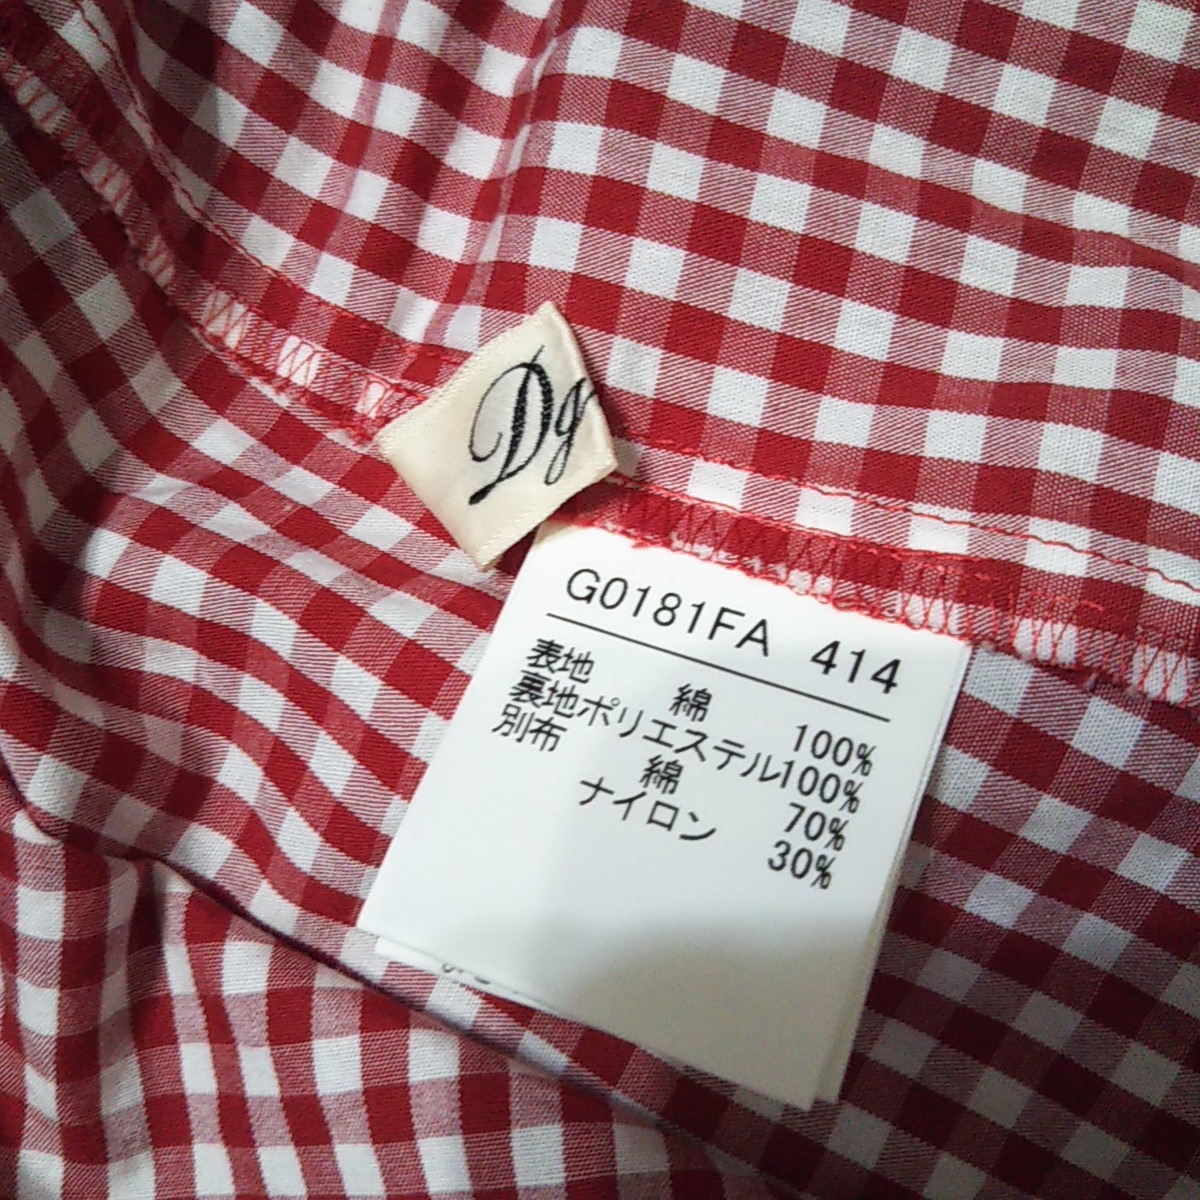 Dg
G0181FA 414
表地 綿 100%
裏地ポリエステル100%
別布 綿 70%
ナイロン 30%